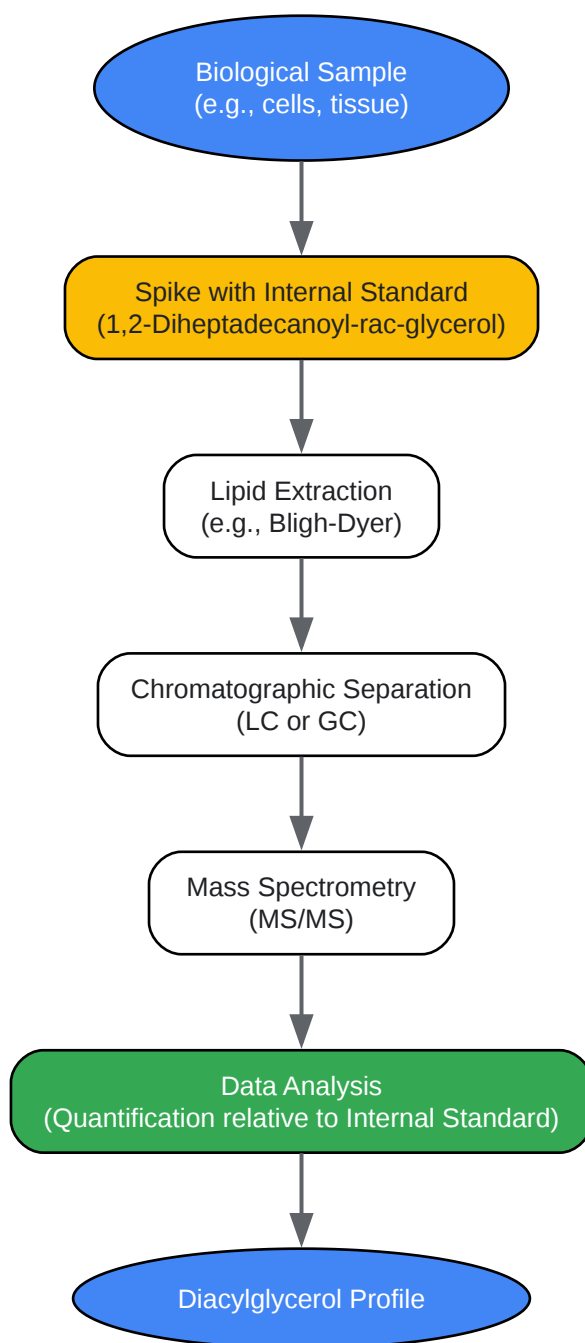 Biological Sample
(e.g., cells, tissue)
Spike with Internal Standard
(1,2-Diheptadecanoyl-rac-glycerol)
Lipid Extraction
(e.g., Bligh-Dyer)
Chromatographic Separation
(LC or GC)
Mass Spectrometry
(MS/MS)
Data Analysis
(Quantification relative to Internal Standard)
Diacylglycerol Profile